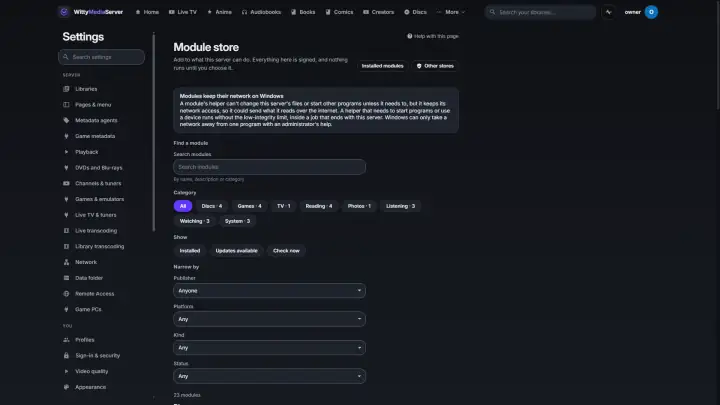 WittyMediaServer
Home
Live TV
Anime
Audiobooks
Books
Comics
Creators
Discs
More
Search your libraries...
owner
O
Settings
Search settings
SERVER
Libraries
Pages & menu
Metadata agents
Game metadata
Playback
DVDs and Blu-rays
Channels & tuners
Games & emulators
Live TV & tuners
Live transcoding
Library transcoding
Network
Data folder
Remote Access
Game PCs
YOU
Profiles
Sign-in & security
Video quality
Appearance
Help with this page
Module store
Add to what this server can do. Everything here is signed, and nothing
runs until you choose it.
Installed modules
Other stores
Modules keep their network on Windows
A module's helper can't change this server's files or start other programs unless it needs to, but it keeps its
network access, so it could send what it reads over the internet. A helper that needs to start programs or use
a device runs without the low-integrity limit, inside a job that ends with this server. Windows can only take a
network away from one program with an administrator's help.
Find a module
Search modules
Search modules
By name, description or category
Category
All
Discs · 4
Games · 4
TV · 1
Reading · 4
Photos · 1
Listening · 3
Watching · 3
System · 3
Show
Installed
Updates available
Check now
Narrow by
Publisher
Anyone
Platform
Any
Kind
Any
Status
Any
23 modules